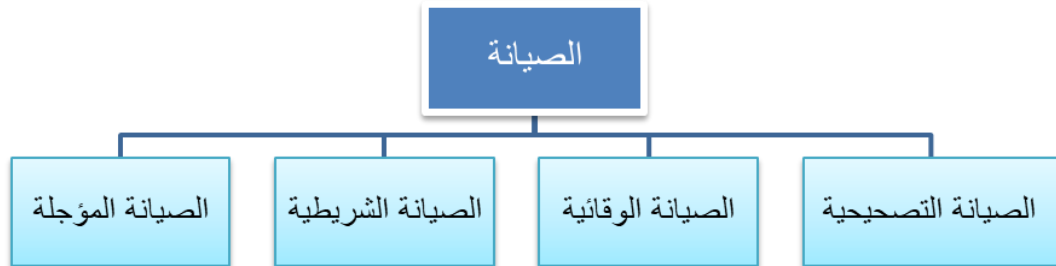 الصيانة
الصيانة التصحيحية
الصيانة الوقائية
الصيانة الشريطية
الصيانة المؤجلة